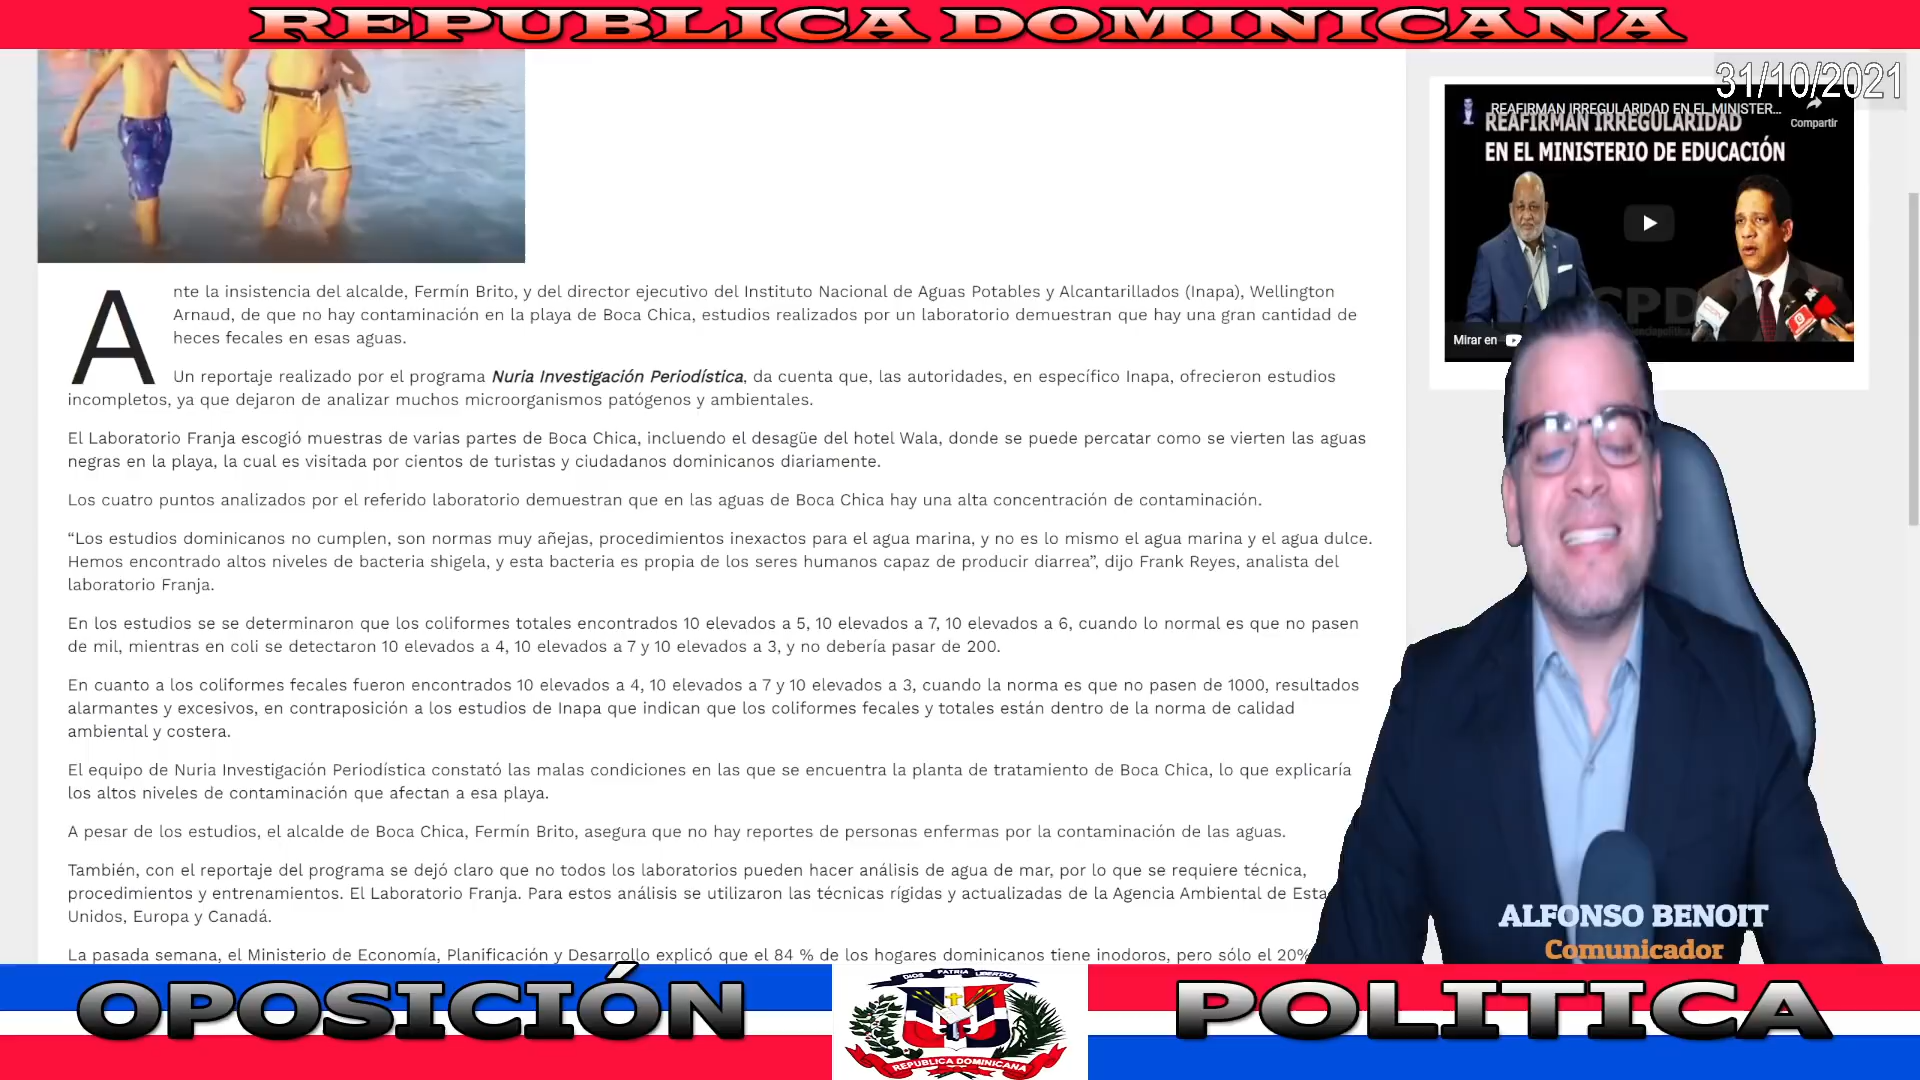 REPUBLICA DOMINICANA
31/10/2021
REAFIRMAN IRREGULARIDAD EN EL MINISTER...
Compartir
REAFIRMAN IRREGULARIDAD
EN EL MINISTERIO DE EDUCACIÓN
CPD
Mirar en
Ante la insistencia del alcalde, Fermín Brito, y del director ejecutivo del Instituto Nacional de Aguas Potables y Alcantarillados (Inapa), Wellington
Arnaud, de que no hay contaminación en la playa de Boca Chica, estudios realizados por un laboratorio demuestran que hay una gran cantidad de
heces fecales en esas aguas.
Un reportaje realizado por el programa Nuria Investigación Periodística, da cuenta que, las autoridades, en específico Inapa, ofrecieron estudios
incompletos, ya que dejaron de analizar muchos microorganismos patógenos y ambientales.
El Laboratorio Franja escogió muestras de varias partes de Boca Chica, incluendo el desagüe del hotel Wala, donde se puede percatar como se vierten las aguas
negras en la playa, la cual es visitada por cientos de turistas y ciudadanos dominicanos diariamente.
Los cuatro puntos analizados por el referido laboratorio demuestran que en las aguas de Boca Chica hay una alta concentración de contaminación.
“Los estudios dominicanos no cumplen, son normas muy añejas, procedimientos inexactos para el agua marina, y no es lo mismo el agua marina y el agua dulce.
Hemos encontrado altos niveles de bacteria shigela, y esta bacteria es propia de los seres humanos capaz de producir diarrea”, dijo Frank Reyes, analista del
laboratorio Franja.
En los estudios se se determinaron que los coliformes totales encontrados 10 elevados a 5, 10 elevados a 7, 10 elevados a 6, cuando lo normal es que no pasen
de mil, mientras en coli se detectaron 10 elevados a 4, 10 elevados a 7 y 10 elevados a 3, y no debería pasar de 200.
En cuanto a los coliformes fecales fueron encontrados 10 elevados a 4, 10 elevados a 7 y 10 elevados a 3, cuando la norma es que no pasen de 1000, resultados
alarmantes y excesivos, en contraposición a los estudios de Inapa que indican que los coliformes fecales y totales están dentro de la norma de calidad
ambiental y costera.
El equipo de Nuria Investigación Periodística constató las malas condiciones en las que se encuentra la planta de tratamiento de Boca Chica, lo que explicaría
los altos niveles de contaminación que afectan a esa playa.
A pesar de los estudios, el alcalde de Boca Chica, Fermín Brito, asegura que no hay reportes de personas enfermas por la contaminación de las aguas.
También, con el reportaje del programa se dejó claro que no todos los laboratorios pueden hacer análisis de agua de mar, por lo que se requiere técnica,
procedimientos y entrenamientos. El Laboratorio Franja. Para estos análisis se utilizaron las técnicas rígidas y actualizadas de la Agencia Ambiental de Esta
Unidos, Europa y Canadá.
La pasada semana, el Ministerio de Economía, Planificación y Desarrollo explicó que el 84 % de los hogares dominicanos tiene inodoros, pero sólo el 20%
ALFONSO BENOIT
Comunicador
OPOSICIÓN
DIOS PATRIA LIBERTAD
REPUBLICA DOMINICANA
POLITICA